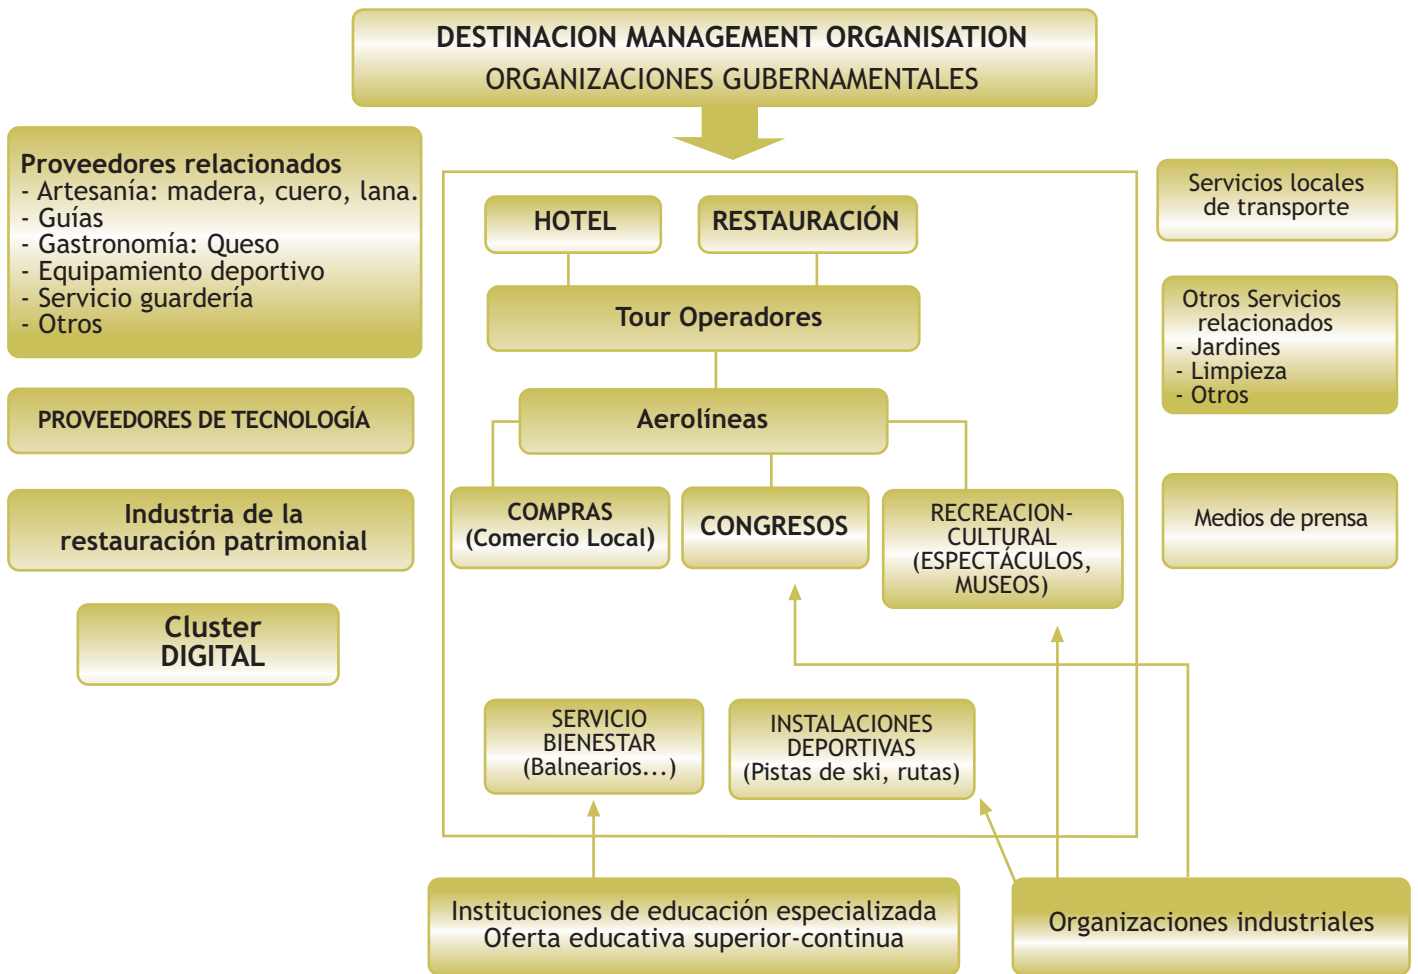 DESTINACION MANAGEMENT ORGANISATION
ORGANIZACIONES GUBERNAMENTALES
Proveedores relacionados
- Artesanía: madera, cuero, lana.
- Guías
- Gastronomía: Queso
- Equipamiento deportivo
- Servicio guardería
- Otros
PROVEEDORES DE TECNOLOGÍA
Industria de la
restauración patrimonial
Cluster
DIGITAL
HOTEL
RESTAURACIÓN
Tour Operadores
Aerolíneas
COMPRAS
(Comercio Local)
CONGRESOS
RECREACION-
CULTURAL
(ESPECTÁCULOS,
MUSEOS)
SERVICIO
BIENESTAR
(Balnearios...)
INSTALACIONES
DEPORTIVAS
(Pistas de ski, rutas)
Servicios locales
de transporte
Otros Servicios
relacionados
- Jardines
- Limpieza
- Otros
Medios de prensa
Instituciones de educación especializada
Oferta educativa superior-continua
Organizaciones industriales